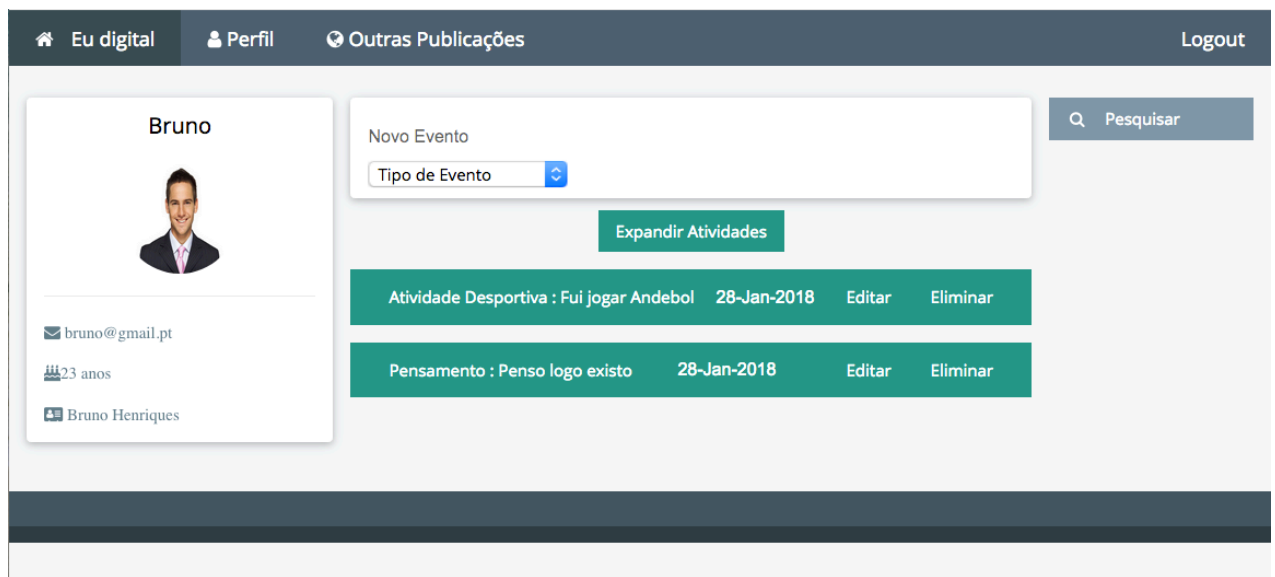 Eu digital Perfil Outras Publicações Logout
Bruno
bruno@gmail.pt
23 anos
Bruno Henriques
Novo Evento
Tipo de Evento
Expandir Atividades
Atividade Desportiva : Fui jogar Andebol 28-Jan-2018 Editar Eliminar
Pensamento : Penso logo existo 28-Jan-2018 Editar Eliminar
Pesquisar